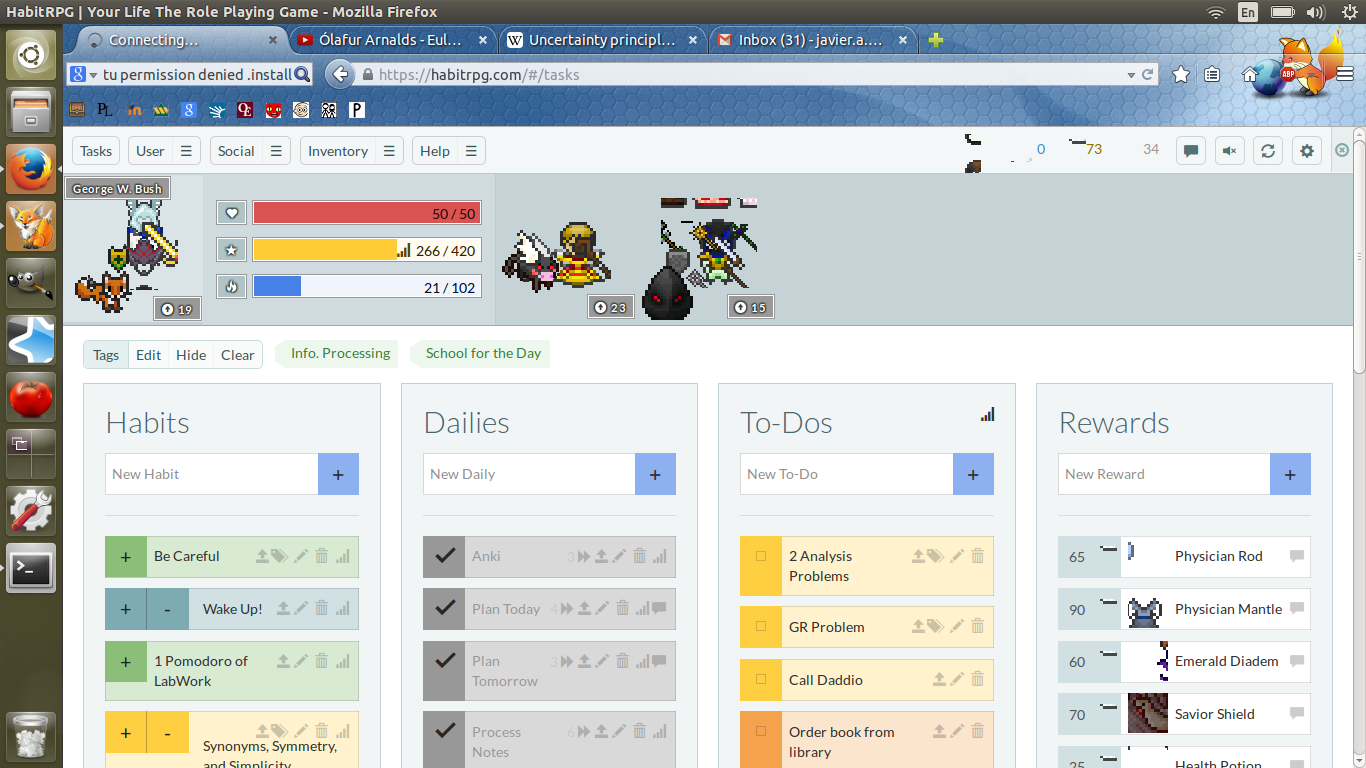 HabitRPG | Your Life The Role Playing Game - Mozilla Firefox
En
Connecting…
Ólafur Arnalds - Eul…
Uncertainty principl…
Inbox (31) - javier.a.…
tu permission denied .install
https://habitrpg.com/#/tasks
ABP
Tasks
User
Social
Inventory
Help
0
73
34
George W. Bush
50 / 50
266 / 420
21 / 102
19
23
15
Tags
Edit
Hide
Clear
Info. Processing
School for the Day
Habits
New Habit
+
+ Be Careful
+ - Wake Up!
+ 1 Pomodoro of
LabWork
+ - Synonyms, Symmetry,
and Simplicity
Dailies
New Daily
+
Anki 3
Plan Today 4
Plan 3
Tomorrow
Process 6
Notes
To-Dos
New To-Do
+
2 Analysis
Problems
GR Problem
Call Daddio
Order book from
library
Rewards
New Reward
+
65 Physician Rod
90 Physician Mantle
60 Emerald Diadem
70 Savior Shield
25 Health Potion